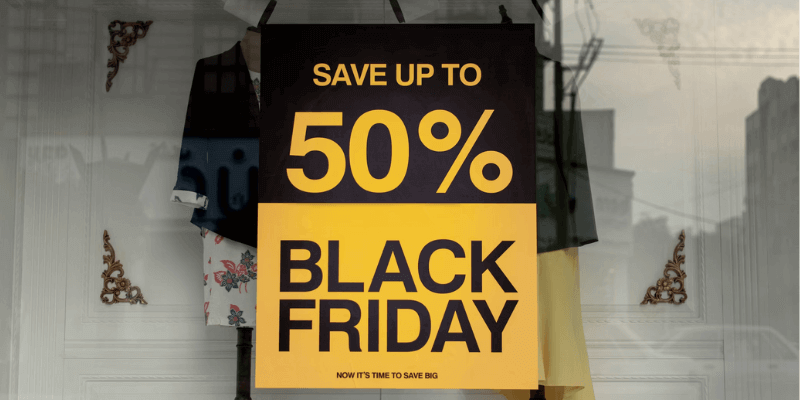 SAVE UP TO
50%
BLACK
FRIDAY
NOW IT'S TIME TO SAVE BIG